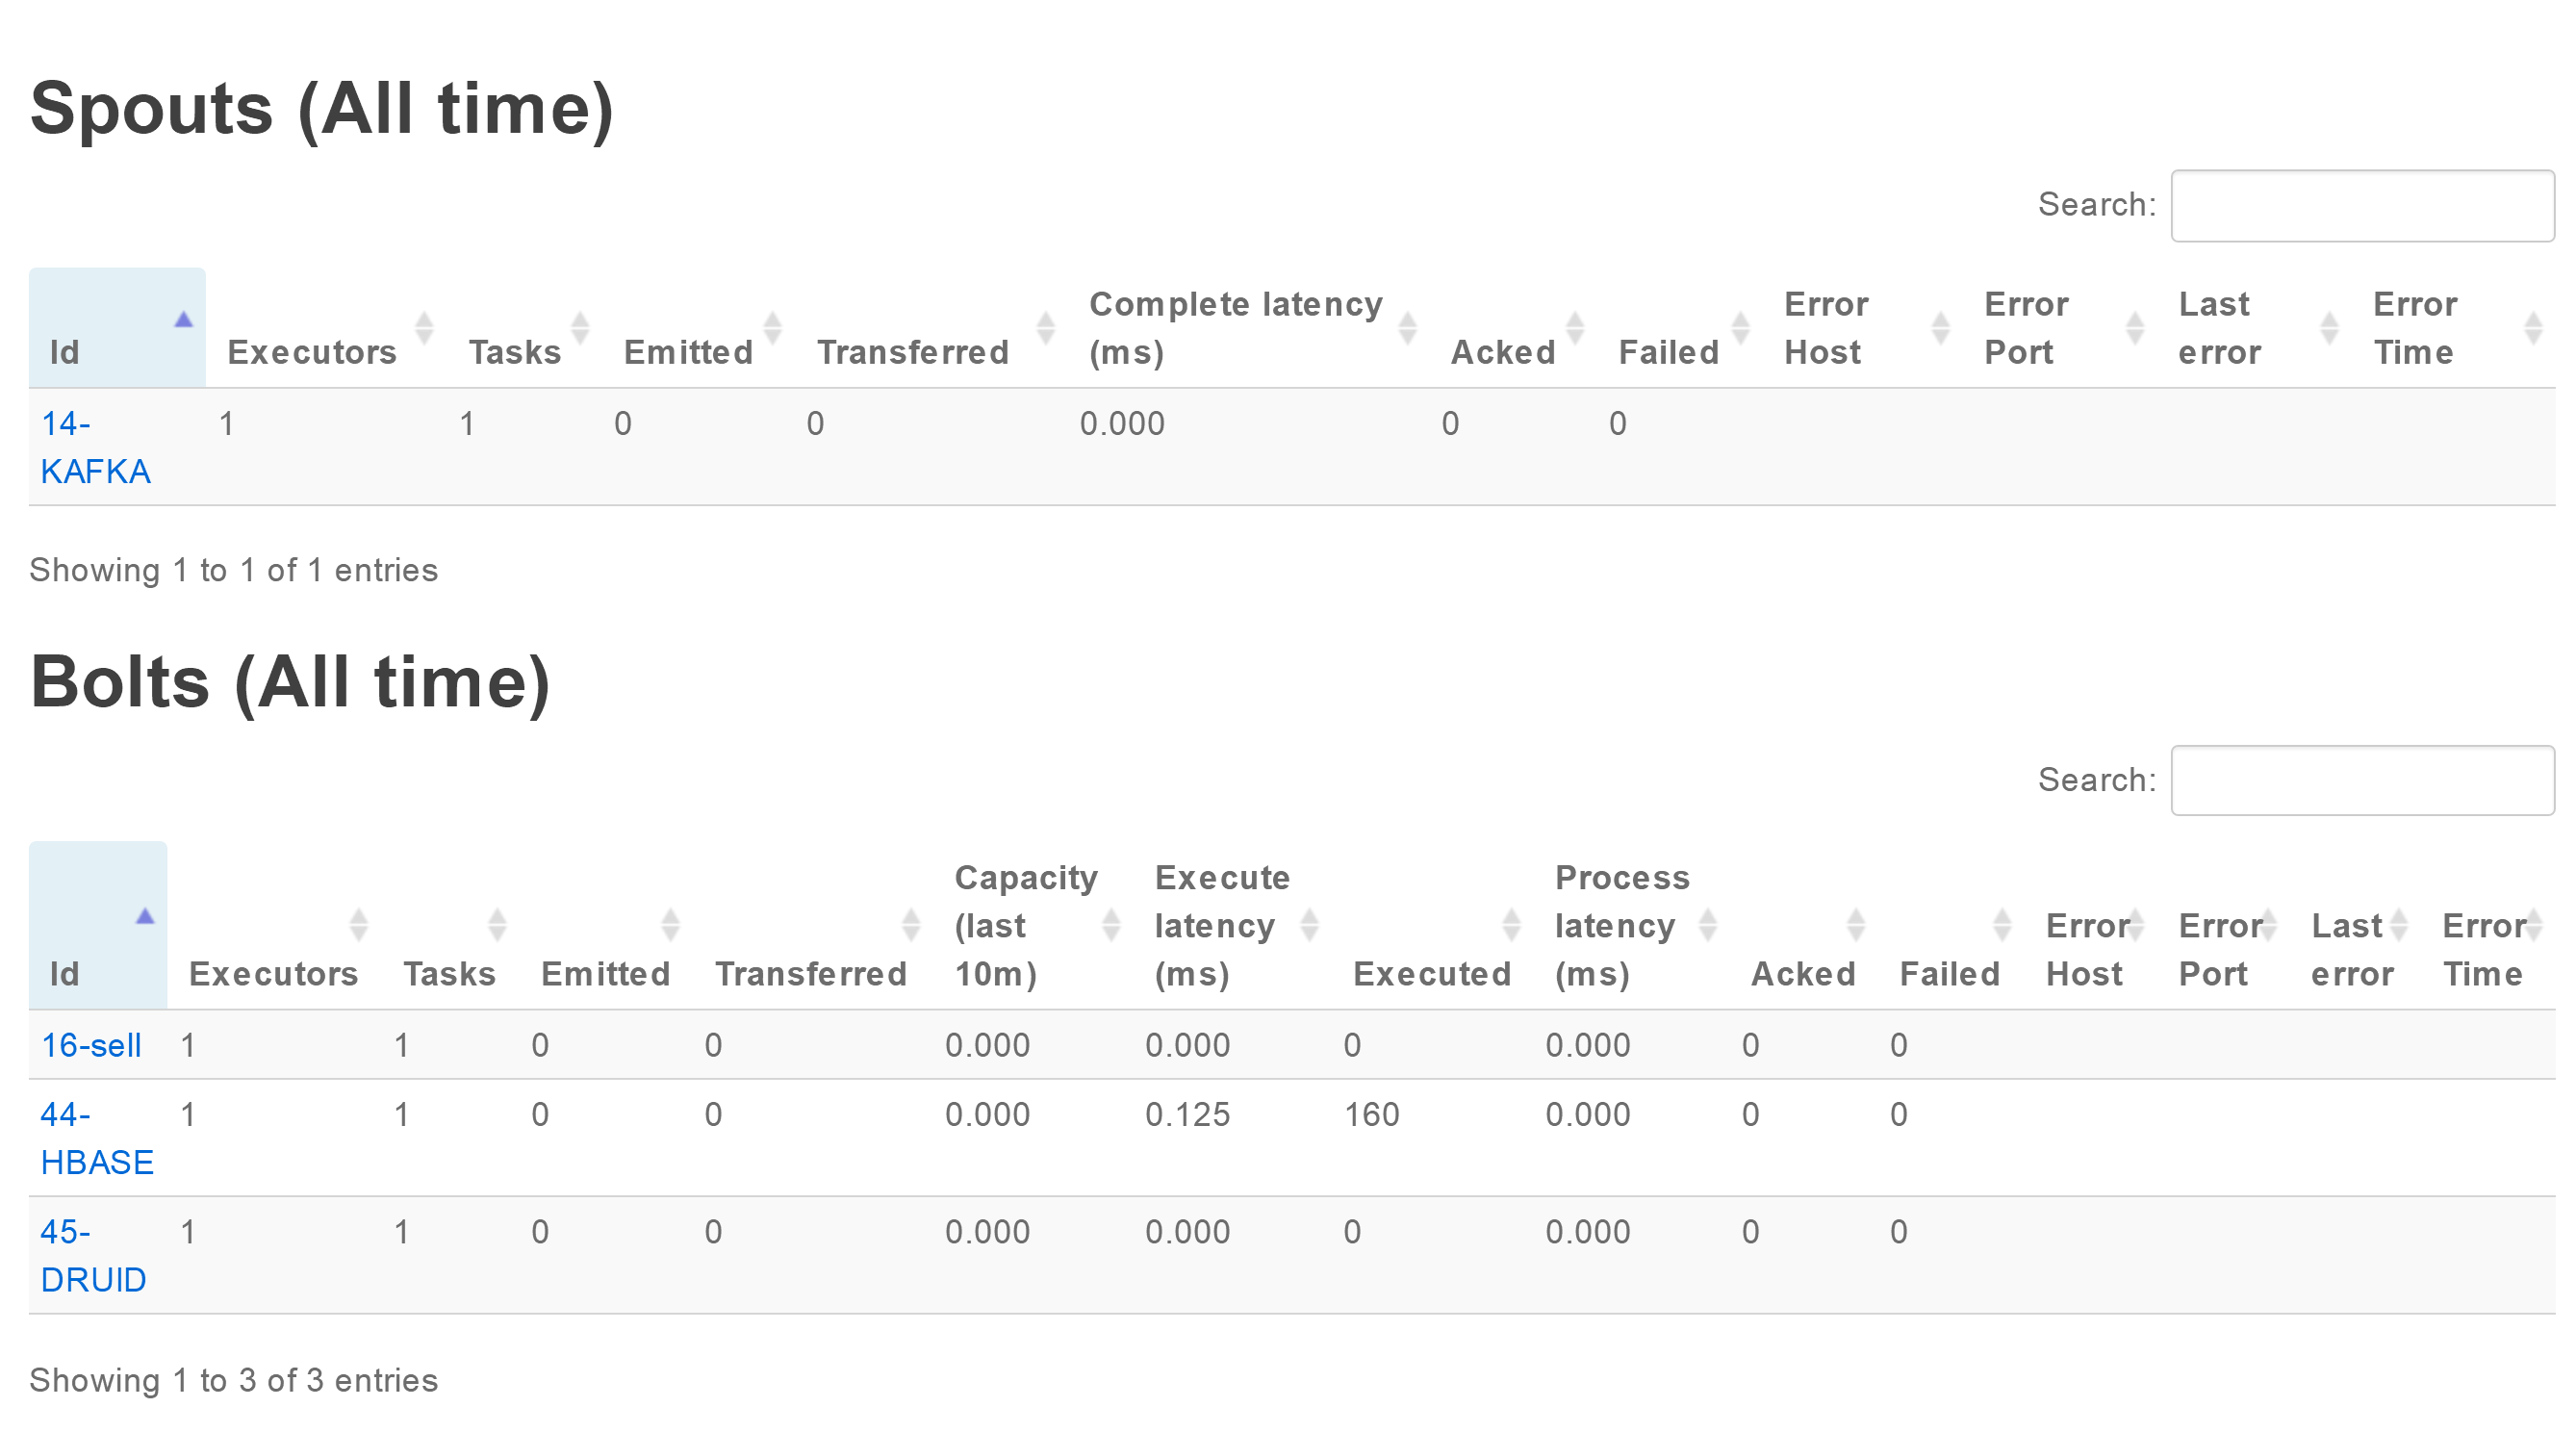 Spouts (All time)
Search:
Id Executors Tasks Emitted Transferred Complete latency (ms) Acked Failed Error Host Error Port Last error Error Time
14-KAFKA 1 1 0 0 0.000 0 0
Showing 1 to 1 of 1 entries
Bolts (All time)
Search:
Id Executors Tasks Emitted Transferred Capacity (last 10m) Execute latency (ms) Executed Process latency (ms) Acked Failed Error Host Error Port Last error Error Time
16-sell 1 1 0 0 0.000 0.000 0 0.000 0 0
44-HBASE 1 1 0 0 0.000 0.125 160 0.000 0 0
45-DRUID 1 1 0 0 0.000 0.000 0 0.000 0 0
Showing 1 to 3 of 3 entries